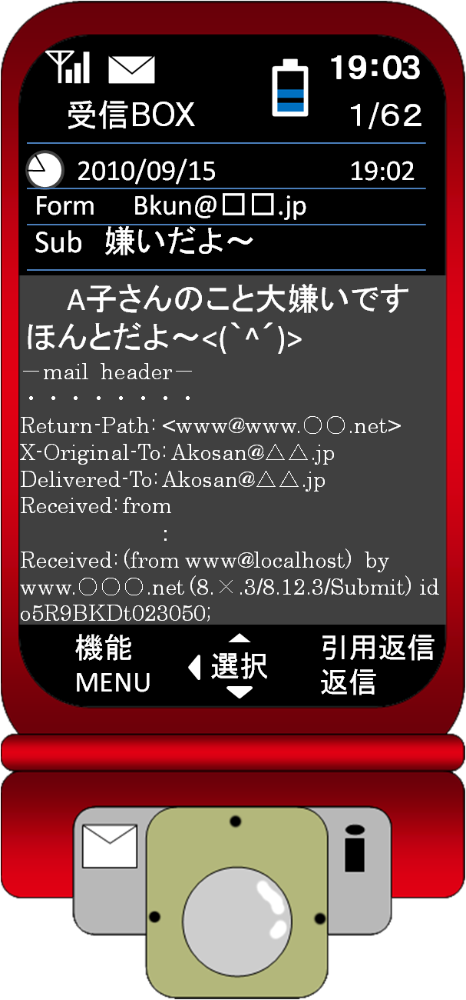 19:03
受信BOX 1/62
2010/09/15 19:02
Form Bkun@□□.jp
Sub 嫌いだよ～
A子さんのこと大嫌いです
ほんとだよ～<(｀^´)>
－mail header－
・・・・・・・・
Return-Path: <www@www.○○.net>
X-Original-To: Akosan@△△.jp
Delivered-To: Akosan@△△.jp
Received: from
：
Received: (from www@localhost) by
www.○○○.net (8.×.3/8.12.3/Submit) id
o5R9BKDt023050;
機能 選択 引用返信
MENU 返信